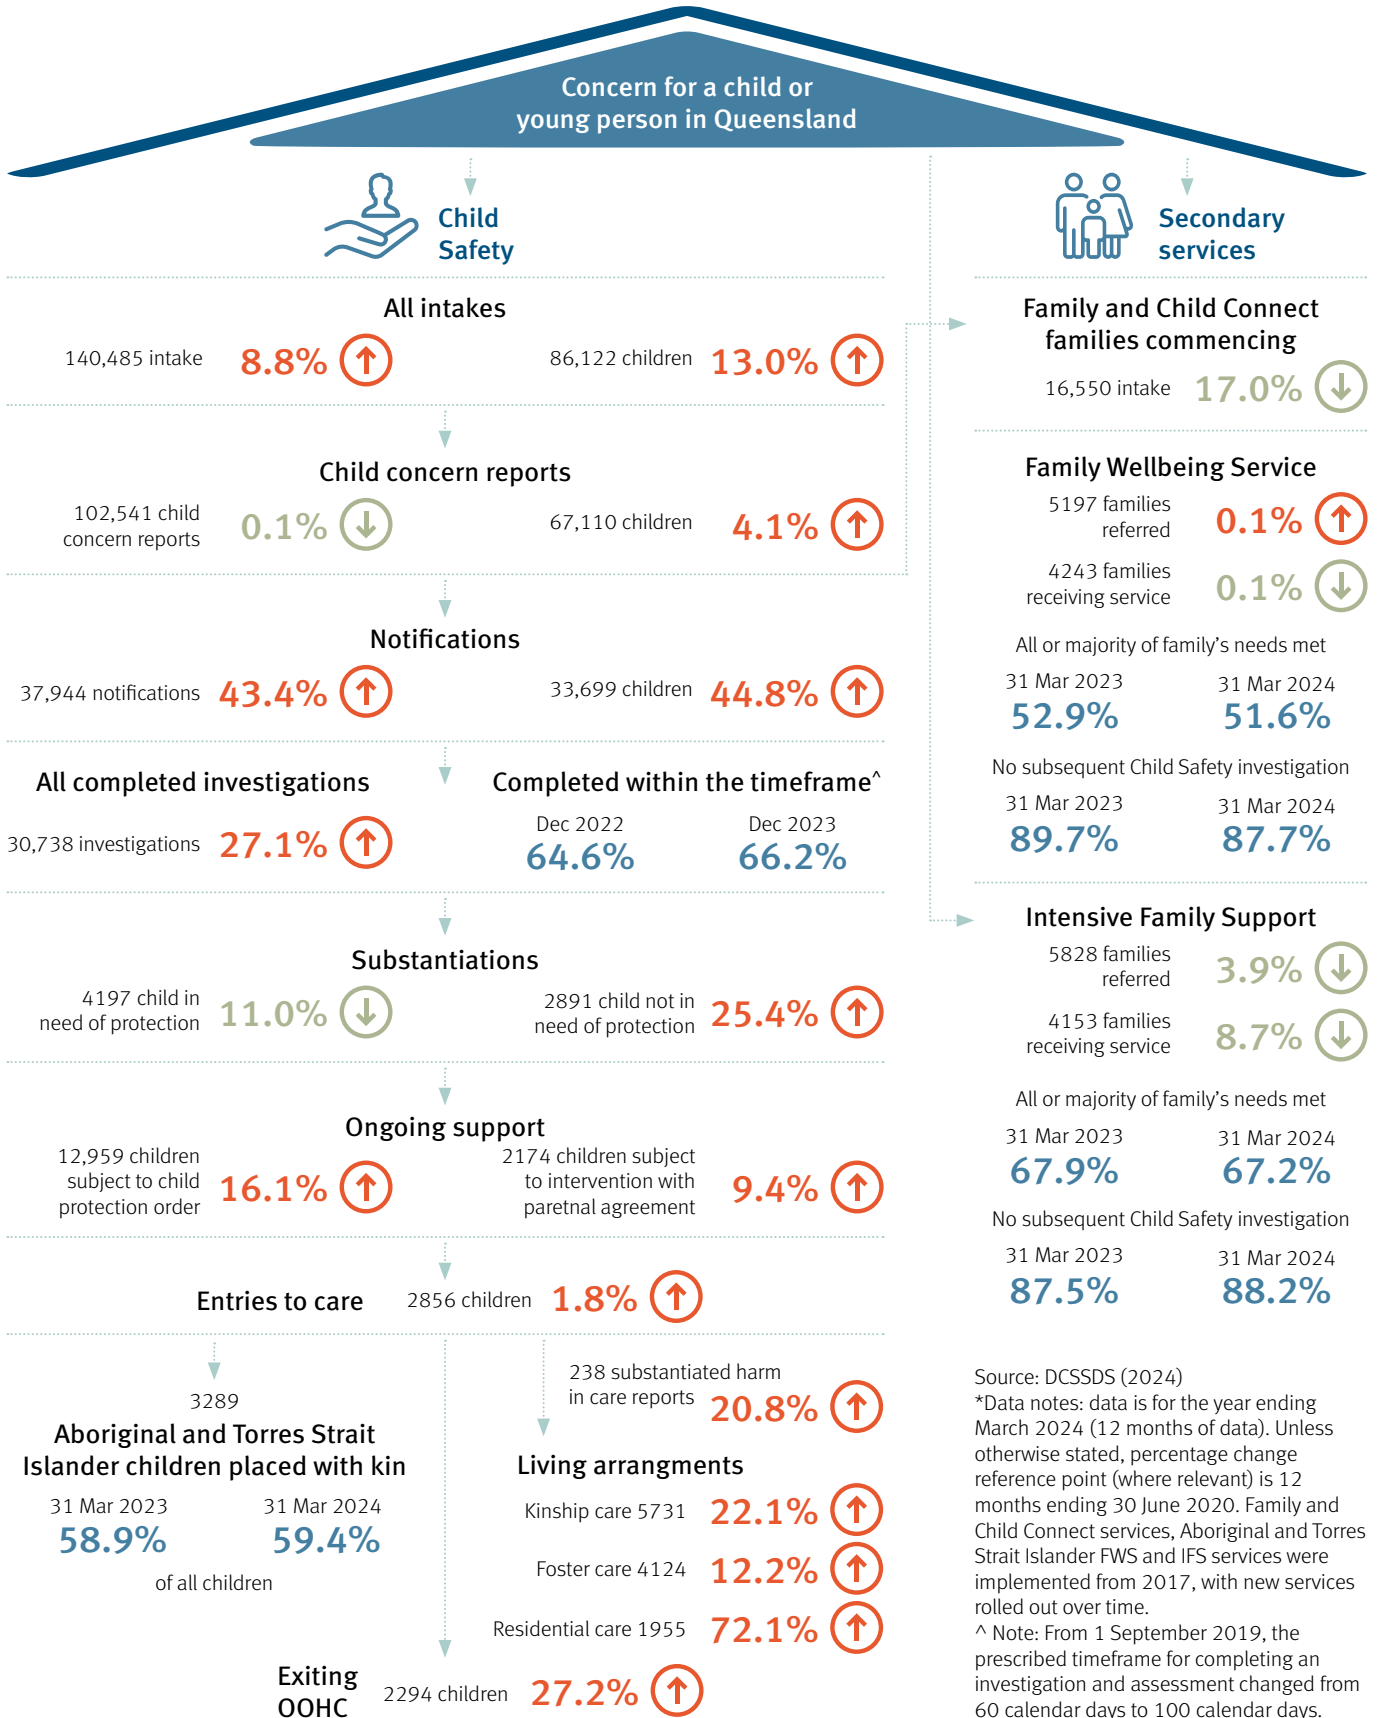 Concern for a child or
young person in Queensland
Child
Safety
All intakes
140,485 intake 8.8% 86,122 children 13.0%
Child concern reports
102,541 child
concern reports 0.1% 67,110 children 4.1%
Notifications
37,944 notifications 43.4% 33,699 children 44.8%
All completed investigations
30,738 investigations 27.1%
Completed within the timeframe^
Dec 2022 Dec 2023
64.6% 66.2%
Substantiations
4197 child in
need of protection 11.0%
2891 child not in
need of protection 25.4%
Ongoing support
12,959 children
subject to child
protection order 16.1%
2174 children subject
to intervention with
paretnal agreement 9.4%
Entries to care 2856 children 1.8%
3289
Aboriginal and Torres Strait
Islander children placed with kin
31 Mar 2023 31 Mar 2024
58.9% 59.4%
of all children
238 substantiated harm
in care reports 20.8%
Living arrangments
Kinship care 5731 22.1%
Foster care 4124 12.2%
Residential care 1955 72.1%
Exiting
OOHC 2294 children 27.2%
Secondary
services
Family and Child Connect
families commencing
16,550 intake 17.0%
Family Wellbeing Service
5197 families
referred 0.1%
4243 families
receiving service 0.1%
All or majority of family’s needs met
31 Mar 2023 31 Mar 2024
52.9% 51.6%
No subsequent Child Safety investigation
31 Mar 2023 31 Mar 2024
89.7% 87.7%
Intensive Family Support
5828 families
referred 3.9%
4153 families
receiving service 8.7%
All or majority of family’s needs met
31 Mar 2023 31 Mar 2024
67.9% 67.2%
No subsequent Child Safety investigation
31 Mar 2023 31 Mar 2024
87.5% 88.2%
Source: DCSSDS (2024)
*Data notes: data is for the year ending
March 2024 (12 months of data). Unless
otherwise stated, percentage change
reference point (where relevant) is 12
months ending 30 June 2020. Family and
Child Connect services, Aboriginal and Torres
Strait Islander FWS and IFS services were
implemented from 2017, with new services
rolled out over time.
^ Note: From 1 September 2019, the
prescribed timeframe for completing an
investigation and assessment changed from
60 calendar days to 100 calendar days.